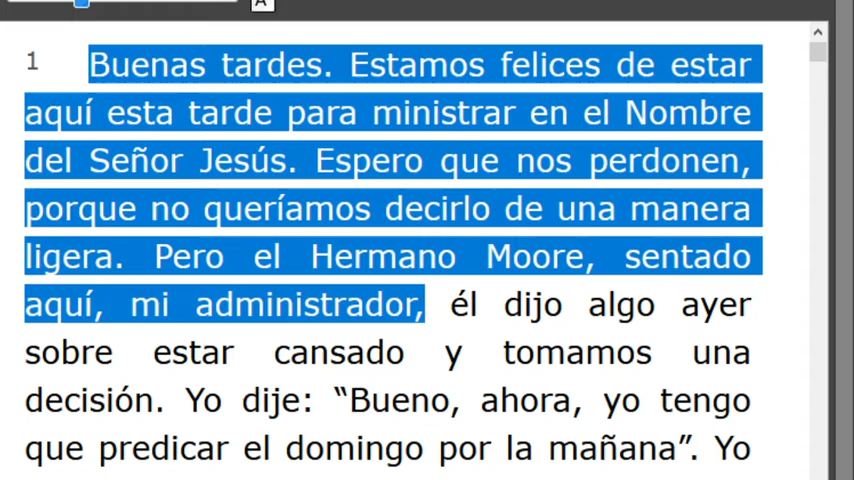 A
1 Buenas tardes. Estamos felices de estar
aquí esta tarde para ministrar en el Nombre
del Señor Jesús. Espero que nos perdonen,
porque no queríamos decirlo de una manera
ligera. Pero el Hermano Moore, sentado
aquí, mi administrador, él dijo algo ayer
sobre estar cansado y tomamos una
decisión. Yo dije: “Bueno, ahora, yo tengo
que predicar el domingo por la mañana”. Yo